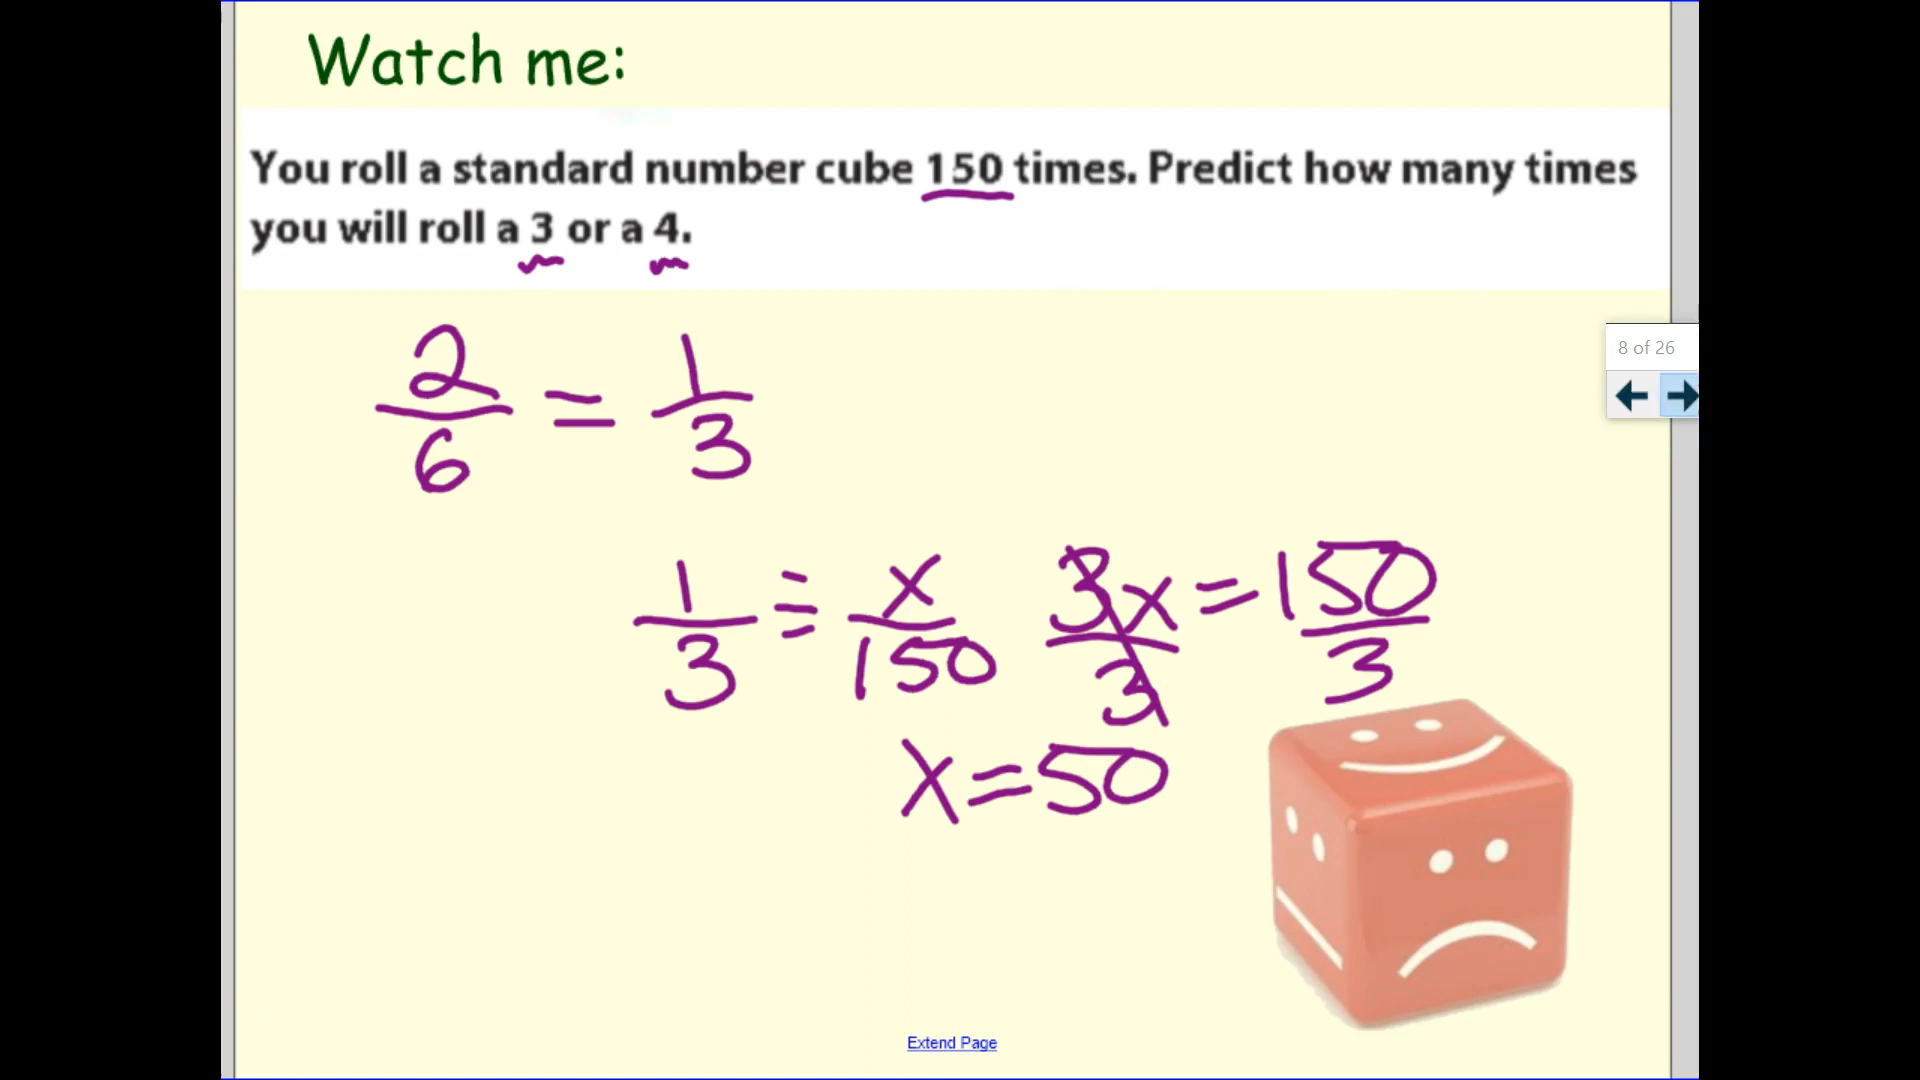 Watch me:
You roll a standard number cube 150 times. Predict how many times
you will roll a 3 or a 4.
8 of 26
2/6 = 1/3
1/3 = x/150 3x/3 = 150/3
x=50
Extend Page